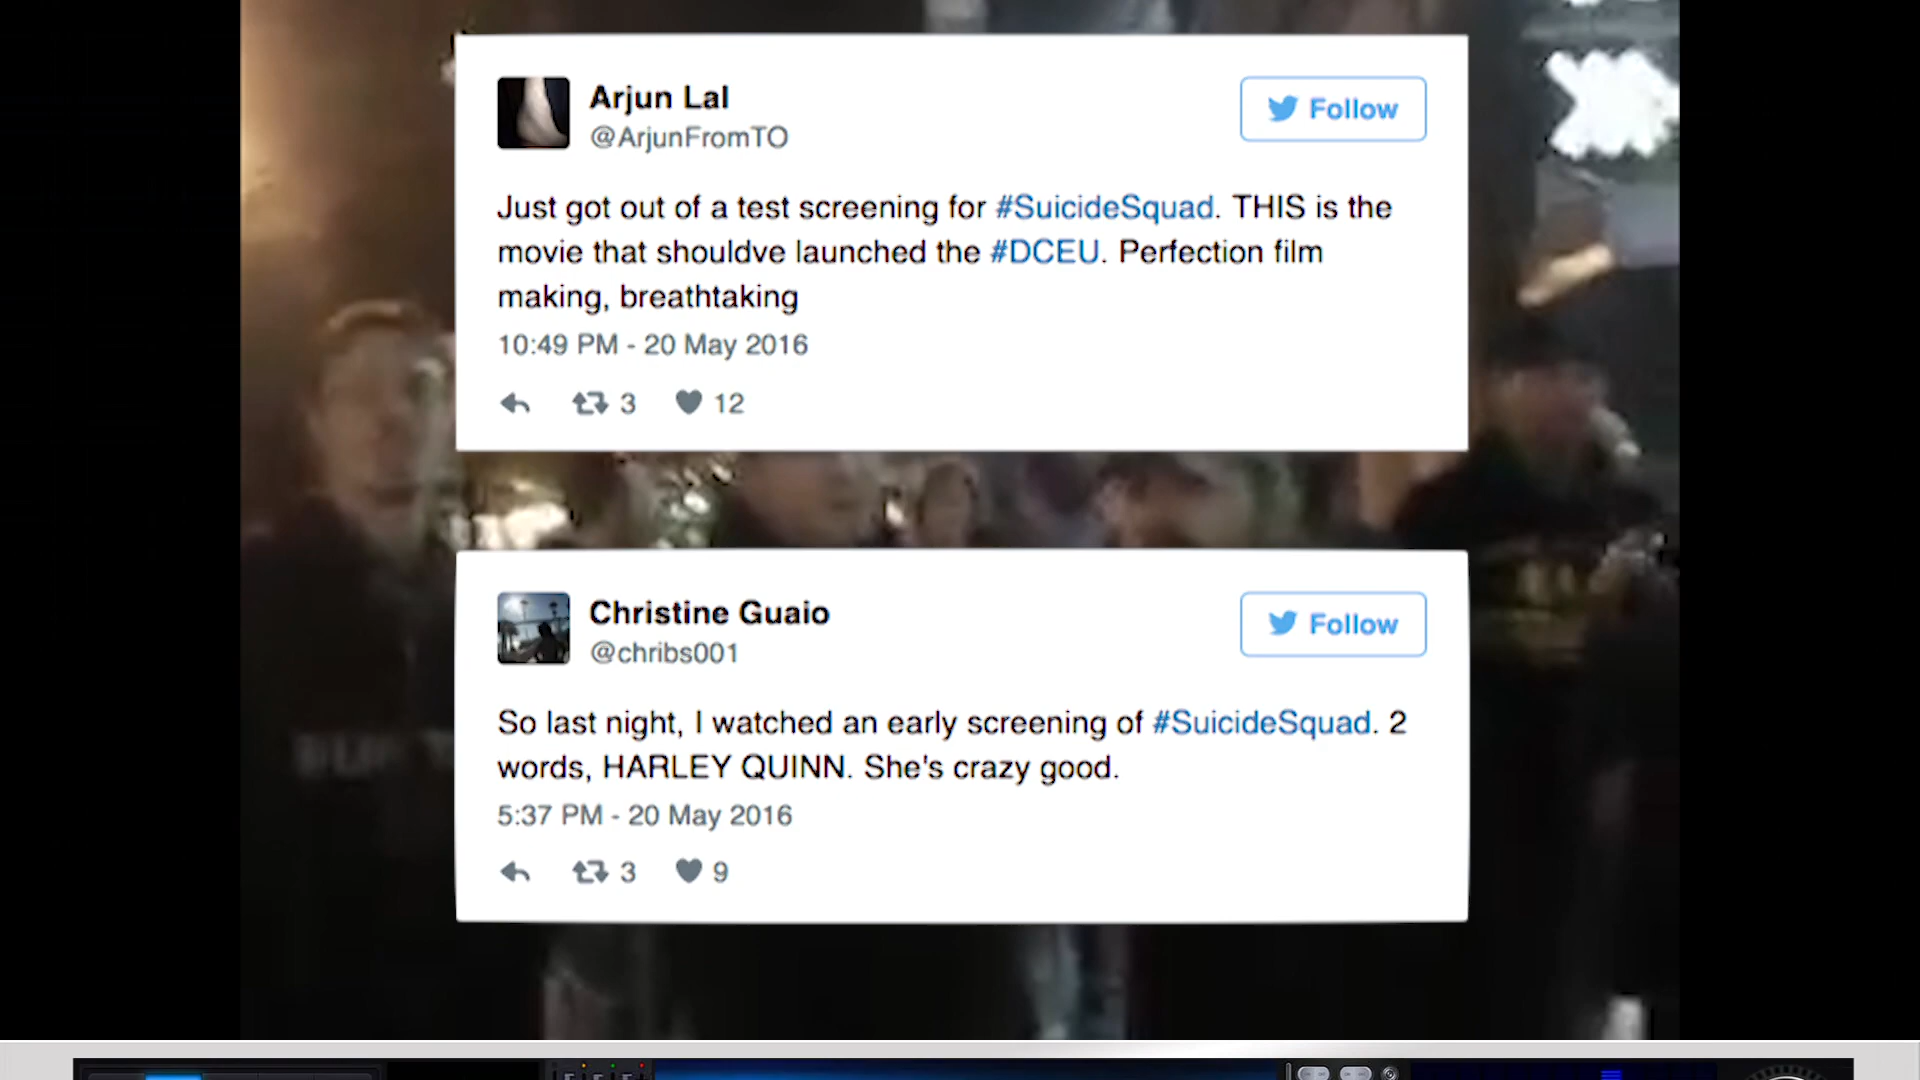 Arjun Lal
@ArjunFromTO
Follow
Just got out of a test screening for #SuicideSquad. THIS is the
movie that shouldve launched the #DCEU. Perfection film
making, breathtaking
10:49 PM - 20 May 2016
3 12
Christine Guaio
@chribs001
Follow
So last night, I watched an early screening of #SuicideSquad. 2
words, HARLEY QUINN. She's crazy good.
5:37 PM - 20 May 2016
3 9